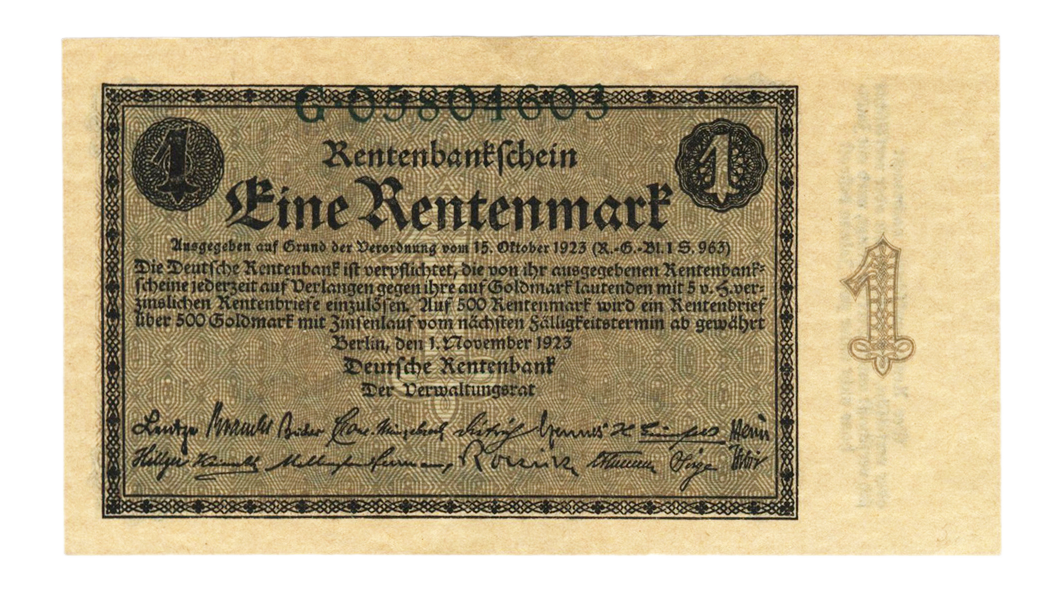 G·05804603
1 1
Rentenbankschein
Eine Rentenmark
Ausgegeben auf Grund der Verordnung vom 15. Oktober 1923 (R.-G.-Bl. I S. 963)
Die Deutsche Rentenbank ist verpflichtet, die von ihr ausgegebenen Rentenbank-
scheine jederzeit auf Verlangen gegen ihre auf Goldmark lautenden mit 5 v. H. ver-
zinslichen Rentenbriefe einzulösen. Auf 500 Rentenmark wird ein Rentenbrief
über 500 Goldmark mit Zinsenlauf vom nächsten Fälligkeitstermin ab gewährt
Berlin, den 1. November 1923
Deutsche Rentenbank
Der Verwaltungsrat
Lentze
1